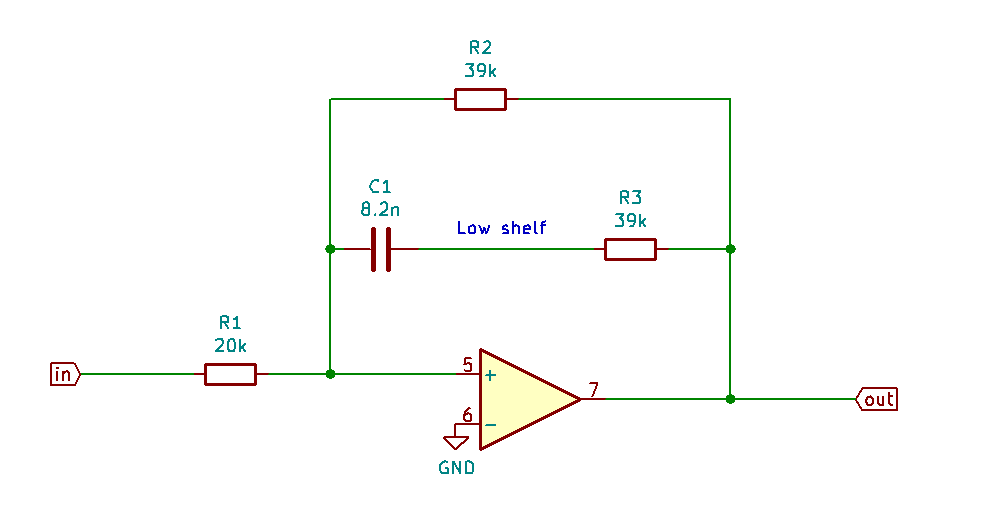 R2
39k
C1
8.2n
Low shelf
R3
39k
R1
20k
in
5
+
6
-
7
out
GND